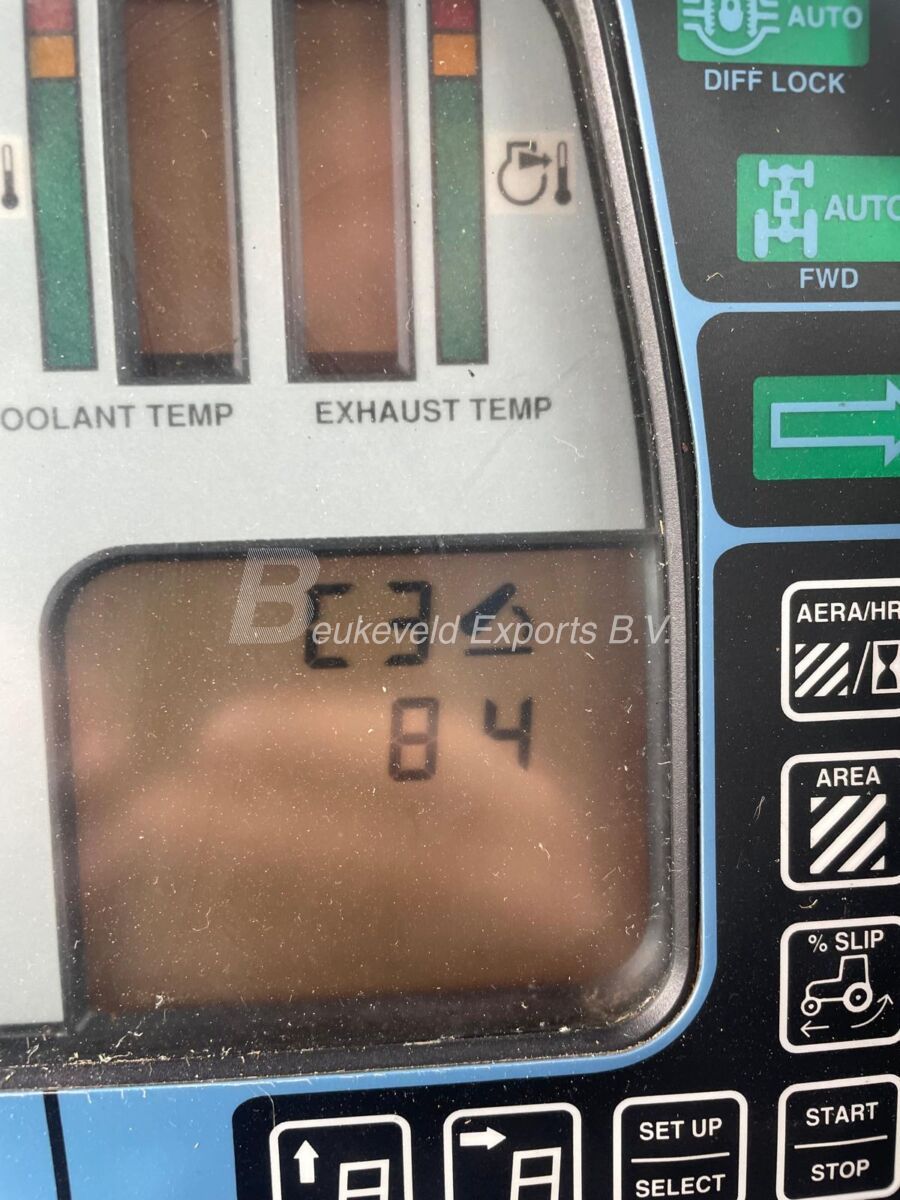 AUTO
DIFF LOCK
AUTO
FWD
OOLANT TEMP
EXHAUST TEMP
Beukeveld Exports B.V.
C3
84
AERA/HR
AREA
% SLIP
SET UP
SELECT
START
STOP